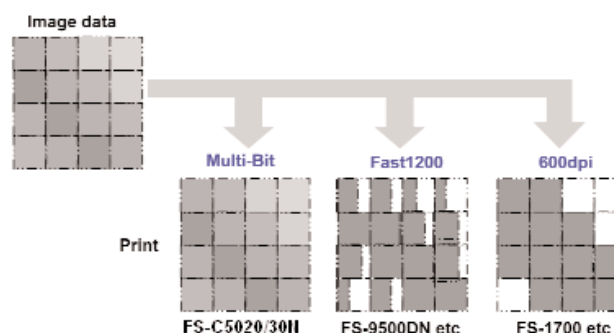 Image data
Multi-Bit
Fast1200
600dpi
Print
FS-C5020/30N
FS-9500DN etc
FS-1700 etc